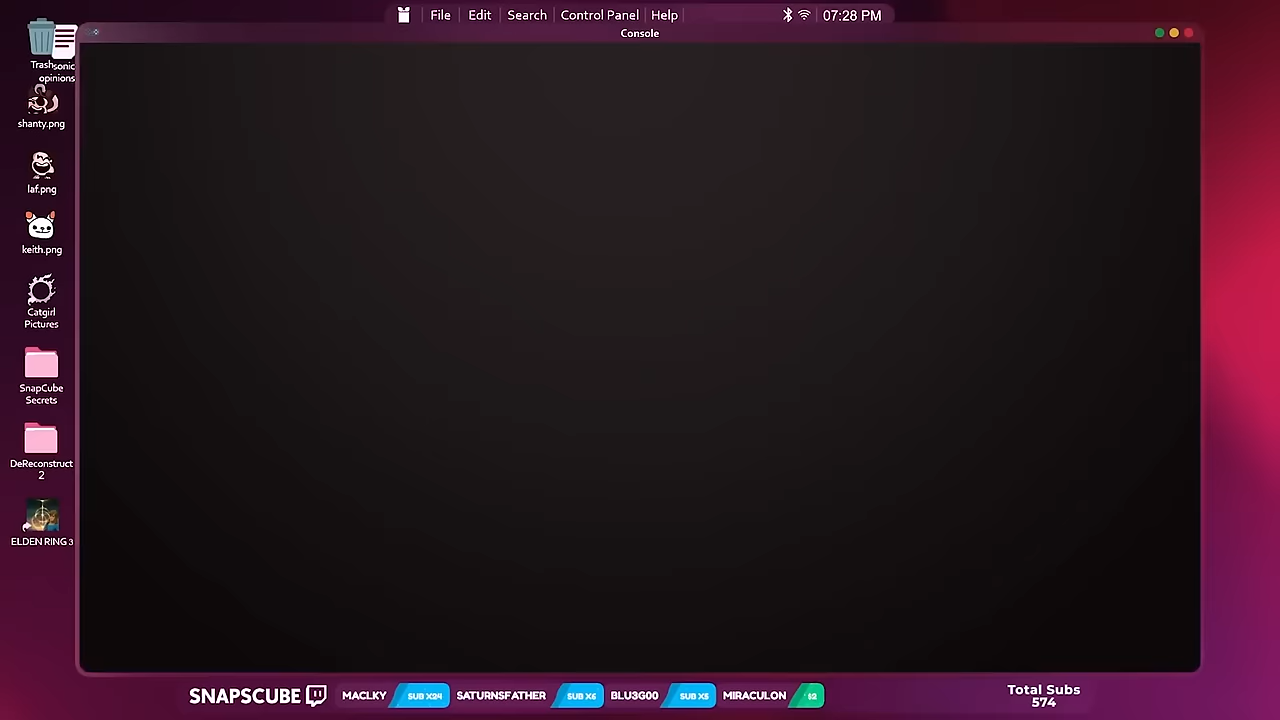 File Edit Search Control Panel Help 07:28 PM
Console
Trash
sonic
opinions
shanty.png
laf.png
keith.png
Catgirl
Pictures
SnapCube
Secrets
DeReconstruct
2
ELDEN RING 3
SNAPSCUBE MACLKY SUB X24 SATURNSFATHER SUB X6 BLU3G00 SUB X5 MIRACULON
Total Subs
574